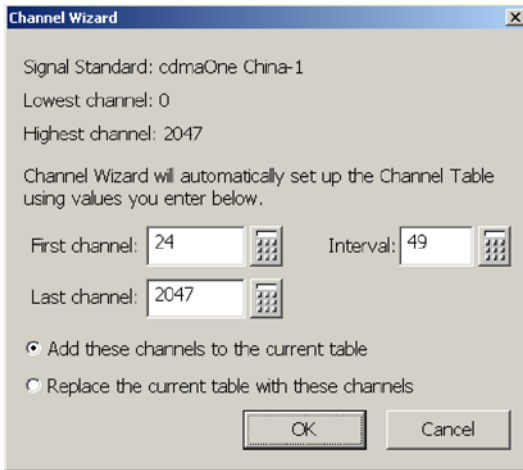 Channel Wizard
Signal Standard: cdmaOne China-1
Lowest channel: 0
Highest channel: 2047
Channel Wizard will automatically set up the Channel Table
using values you enter below.
First channel: 24 Interval: 49
Last channel: 2047
Add these channels to the current table
Replace the current table with these channels
OK Cancel